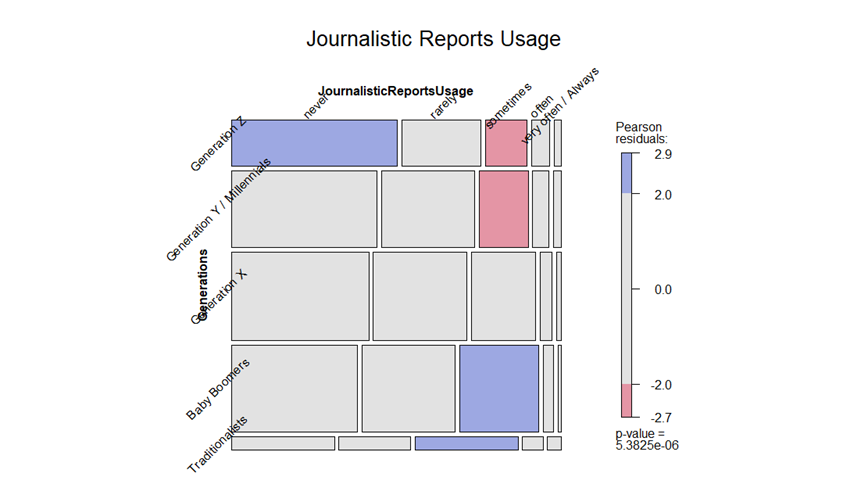 Journalistic Reports Usage
JournalisticReportsUsage
never
rarely
sometimes
often
very often / Always
Generations
Generation Z
Generation Y / Millennials
Generation X
Baby Boomers
Traditionalists
Pearson
residuals:
2.9
2.0
0.0
-2.0
-2.7
p-value =
5.3825e-06